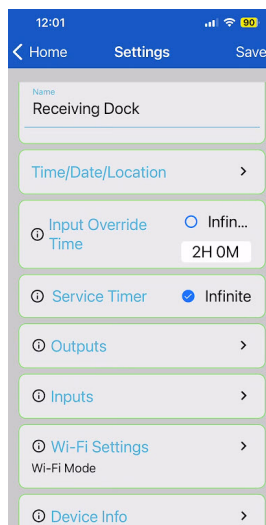 12:01
90
Home Settings Save
Name
Receiving Dock
Time/Date/Location
Input Override Time
Infin...
2H 0M
Service Timer Infinite
Outputs
Inputs
Wi-Fi Settings
Wi-Fi Mode
Device Info